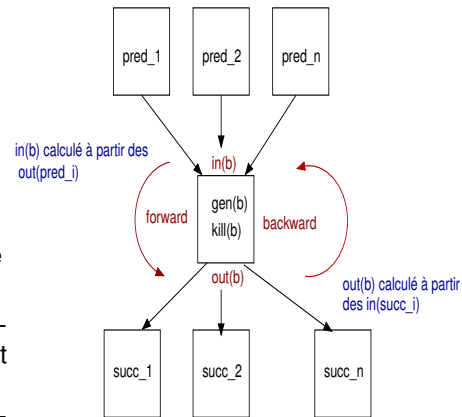 pred_1 pred_2 pred_n
in(b) calculé à partir des
out(pred_i)
in(b)
gen(b)
forward
backward
kill(b)
e
out(b)
out(b) calculé à partir
des in(succ_i)
–
t
succ_1 succ_2 succ_n
–